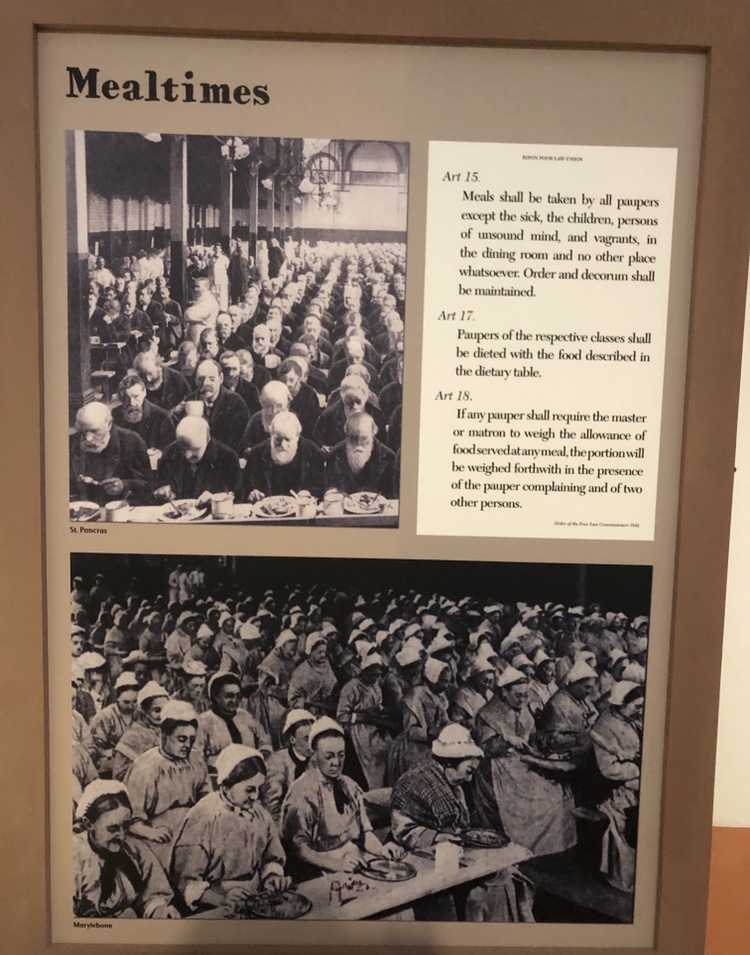 Mealtimes
RIPON POOR LAW UNION
Art 15.
Meals shall be taken by all paupers
except the sick, the children, persons
of unsound mind, and vagrants, in
the dining room and no other place
whatsoever. Order and decorum shall
be maintained.
Art 17.
Paupers of the respective classes shall
be dieted with the food described in
the dietary table.
Art 18.
If any pauper shall require the master
or matron to weigh the allowance of
food served at any meal, the portion will
be weighed forthwith in the presence
of the pauper complaining and of two
other persons.
Order of the Poor Law Commissioners
St. Pancras
Marylebone